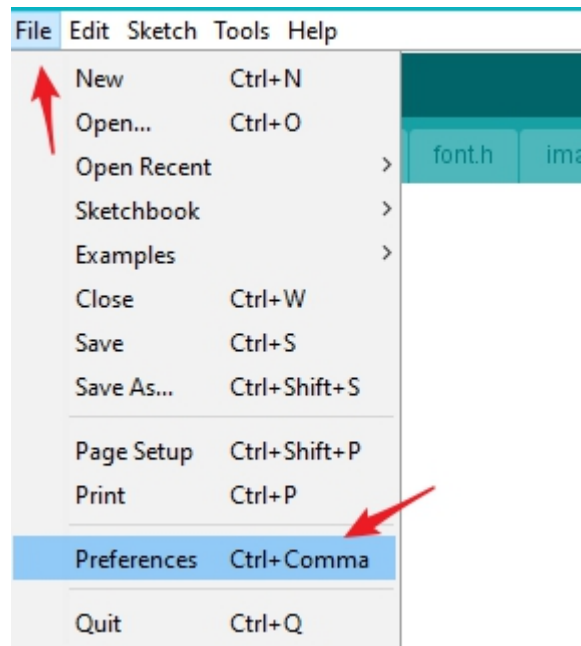 File Edit Sketch Tools Help
New Ctrl+N
Open... Ctrl+O
font.h ima
Open Recent >
Sketchbook >
Examples >
Close Ctrl+W
Save Ctrl+S
Save As... Ctrl+Shift+S
Page Setup Ctrl+Shift+P
Print Ctrl+P
Preferences Ctrl+Comma
Quit Ctrl+Q